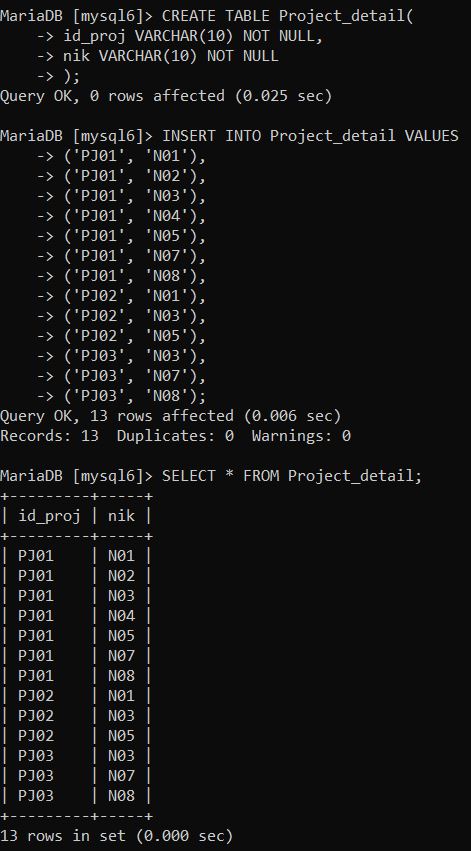 MariaDB [mysql6]> CREATE TABLE Project_detail(
    -> id_proj VARCHAR(10) NOT NULL,
    -> nik VARCHAR(10) NOT NULL
    -> );
Query OK, 0 rows affected (0.025 sec)

MariaDB [mysql6]> INSERT INTO Project_detail VALUES
    -> ('PJ01', 'N01'),
    -> ('PJ01', 'N02'),
    -> ('PJ01', 'N03'),
    -> ('PJ01', 'N04'),
    -> ('PJ01', 'N05'),
    -> ('PJ01', 'N07'),
    -> ('PJ01', 'N08'),
    -> ('PJ02', 'N01'),
    -> ('PJ02', 'N03'),
    -> ('PJ02', 'N05'),
    -> ('PJ03', 'N03'),
    -> ('PJ03', 'N07'),
    -> ('PJ03', 'N08');
Query OK, 13 rows affected (0.006 sec)
Records: 13  Duplicates: 0  Warnings: 0

MariaDB [mysql6]> SELECT * FROM Project_detail;
+---------+-----+
| id_proj | nik |
+---------+-----+
| PJ01    | N01 |
| PJ01    | N02 |
| PJ01    | N03 |
| PJ01    | N04 |
| PJ01    | N05 |
| PJ01    | N07 |
| PJ01    | N08 |
| PJ02    | N01 |
| PJ02    | N03 |
| PJ02    | N05 |
| PJ03    | N03 |
| PJ03    | N07 |
| PJ03    | N08 |
+---------+-----+
13 rows in set (0.000 sec)